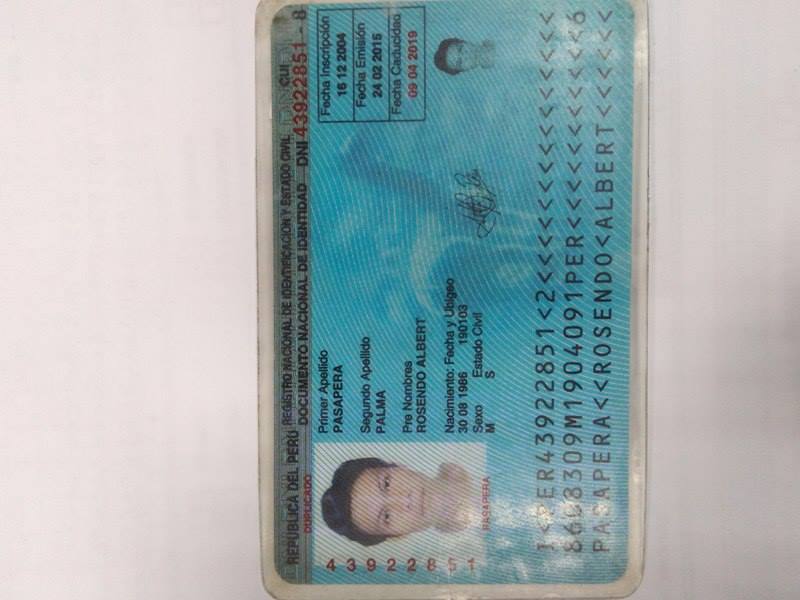 REPUBLICA DEL PERU
REGISTRO NACIONAL DE IDENTIFICACION Y ESTADO CIVIL
DOCUMENTO NACIONAL DE IDENTIDAD
CUI
DNI 43922851 - 8
DUPLICADO
Primer Apellido
PASAPERA
Segundo Apellido
PALMA
Pre Nombres
ROSENDO ALBERT
Nacimiento: Fecha y Ubigeo
30 08 1986 190103
Sexo Estado Civil
M S
Fecha Inscripción
16 12 2004
Fecha Emisión
24 02 2015
Fecha Caducidad
09 04 2019
43922851
PASAPERA
I<PER43922851<2<<<<<<<<<<<<<<<
8608309M1904091PER<<<<<<<<<<<6
PASAPERA<<ROSENDO<ALBERT<<<<<<